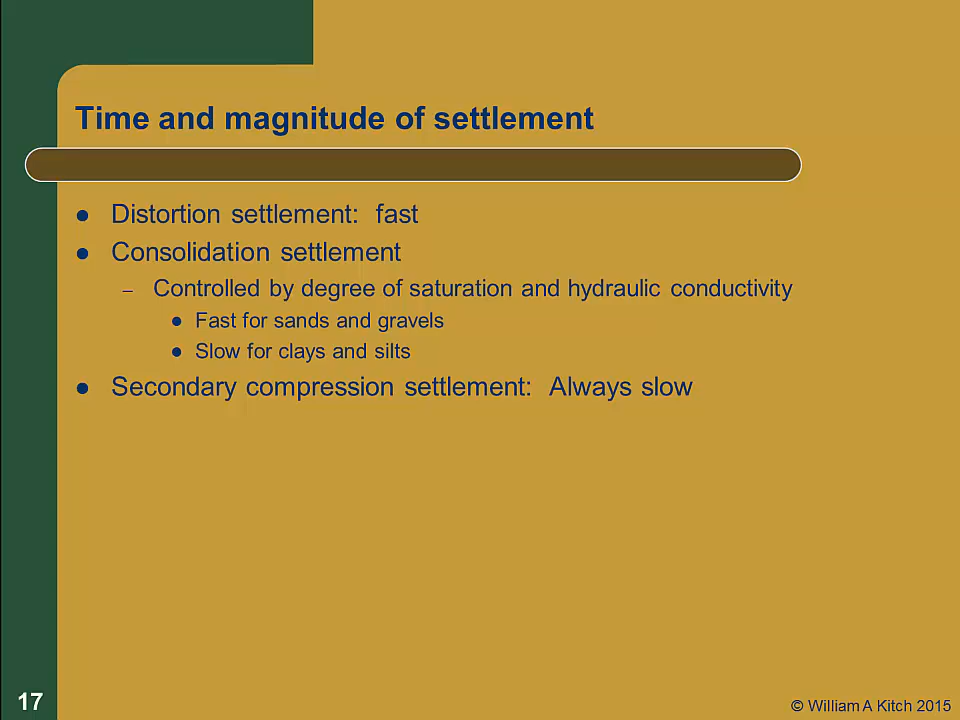 Time and magnitude of settlement
● Distortion settlement: fast
● Consolidation settlement
– Controlled by degree of saturation and hydraulic conductivity
● Fast for sands and gravels
● Slow for clays and silts
● Secondary compression settlement: Always slow
17
© William A Kitch 2015